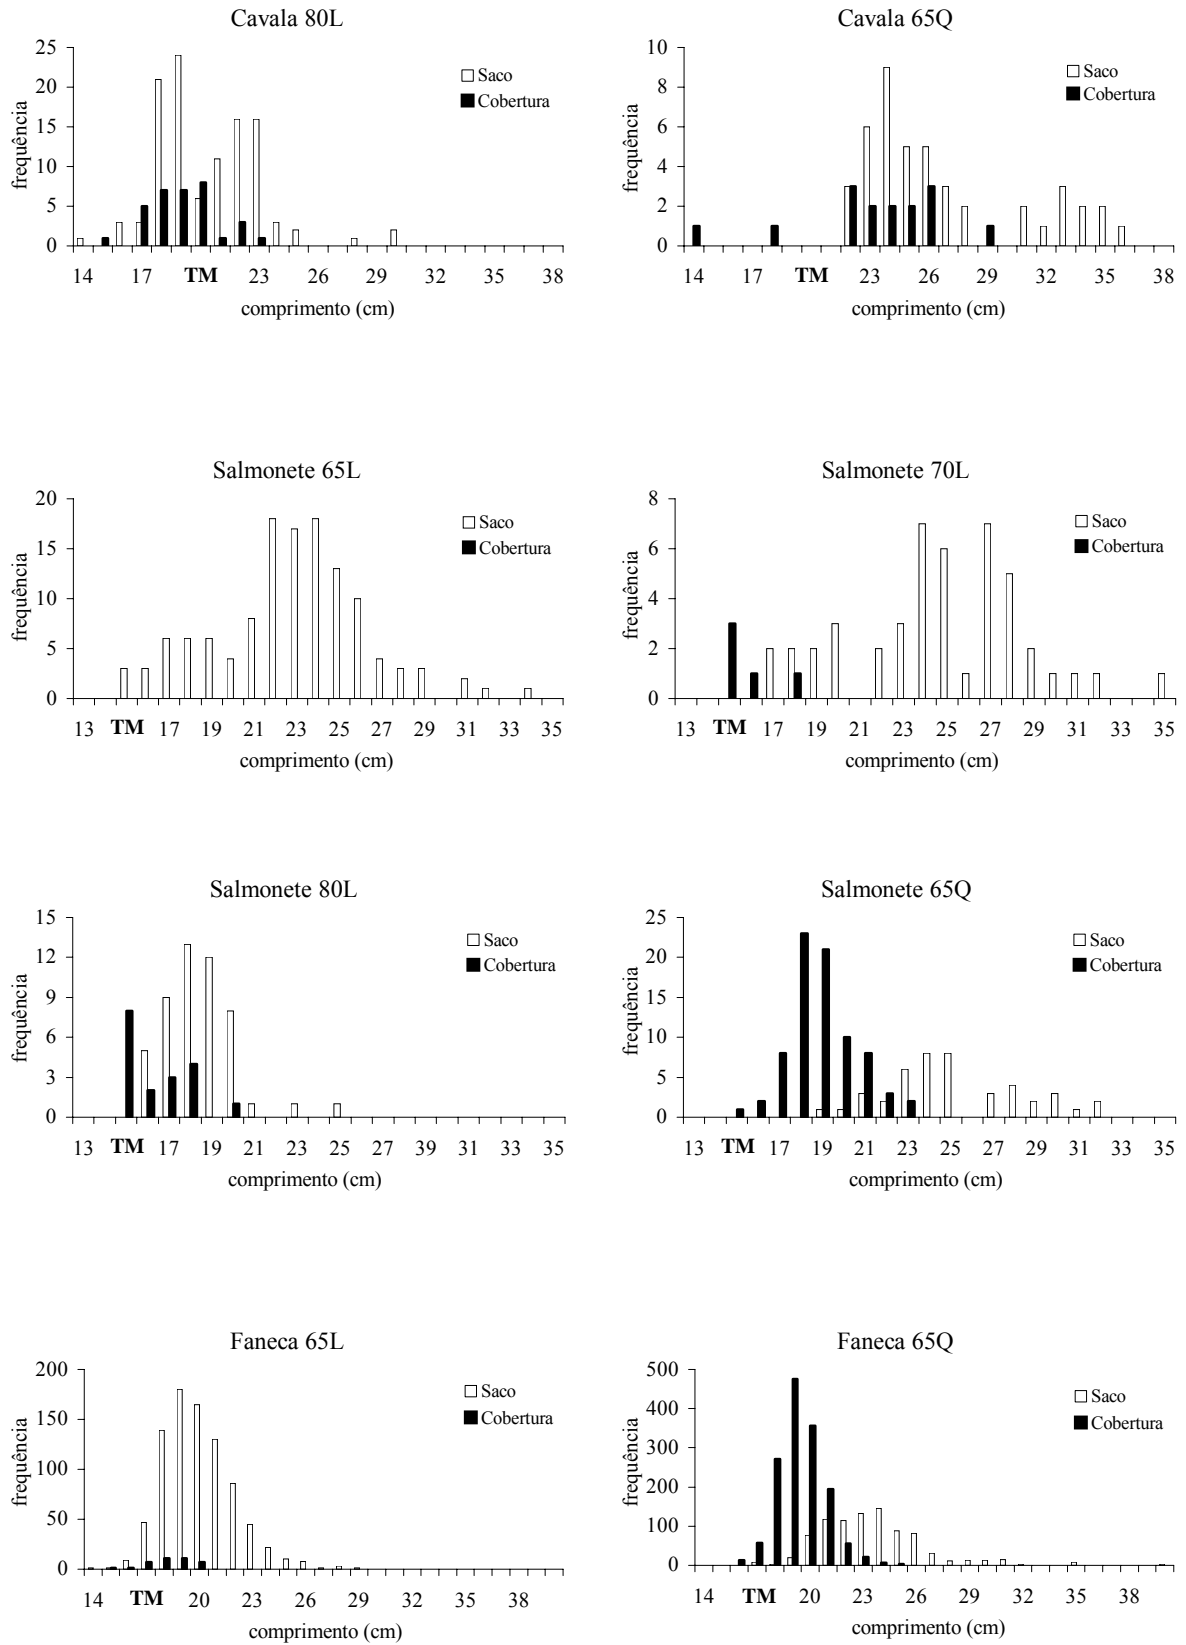 Cavala 80L
25
20
15
10
5
0
frequência
Saco
Cobertura
14 17 TM 23 26 29 32 35 38
comprimento (cm)
Cavala 65Q
10
8
6
4
2
0
frequência
Saco
Cobertura
14 17 TM 23 26 29 32 35 38
comprimento (cm)
Salmonete 65L
20
15
10
5
0
frequência
Saco
Cobertura
13 TM 17 19 21 23 25 27 29 31 33 35
comprimento (cm)
Salmonete 70L
8
6
4
2
0
frequência
Saco
Cobertura
13 TM 17 19 21 23 25 27 29 31 33 35
comprimento (cm)
Salmonete 80L
15
12
9
6
3
0
frequência
Saco
Cobertura
13 TM 17 19 21 23 25 27 39 31 33 35
comprimento (cm)
Salmonete 65Q
25
20
15
10
5
0
frequência
Saco
Cobertura
13 TM 17 19 21 23 25 27 29 31 33 35
comprimento (cm)
Faneca 65L
200
150
100
50
0
frequência
Saco
Cobertura
14 TM 20 23 26 29 32 35 38
comprimento (cm)
Faneca 65Q
500
400
300
200
100
0
frequência
Saco
Cobertura
14 TM 20 23 26 29 32 35 38
comprimento (cm)